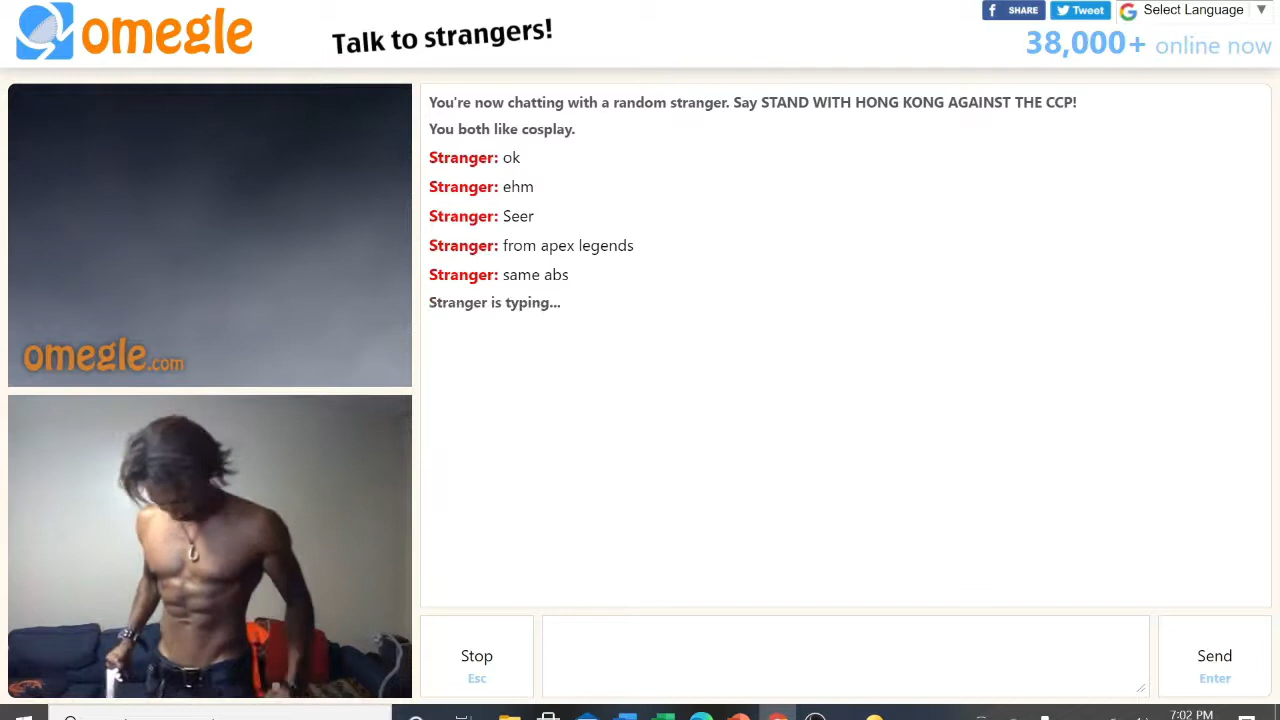 omegle
Talk to strangers!
SHARE
Tweet
Select Language ▼
38,000+ online now
You're now chatting with a random stranger. Say STAND WITH HONG KONG AGAINST THE CCP!
You both like cosplay.
Stranger: ok
Stranger: ehm
Stranger: Seer
Stranger: from apex legends
Stranger: same abs
Stranger is typing...
omegle.com
Stop
Esc
Send
Enter
7:02 PM